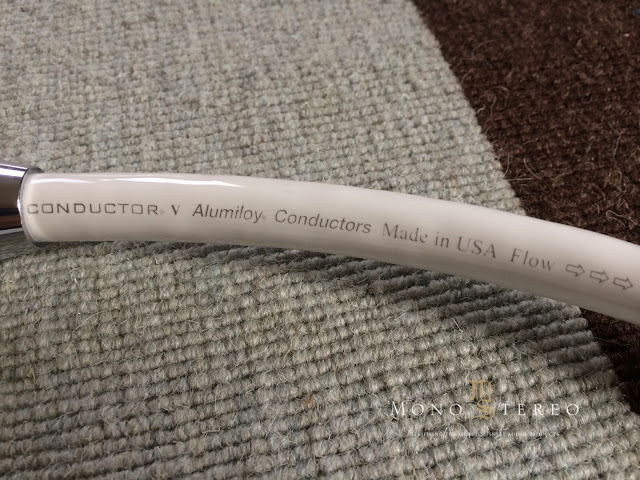 CONDUCTOR® V Alumiloy® Conductors Made in USA Flow ⇨⇨⇨
MONO STEREO